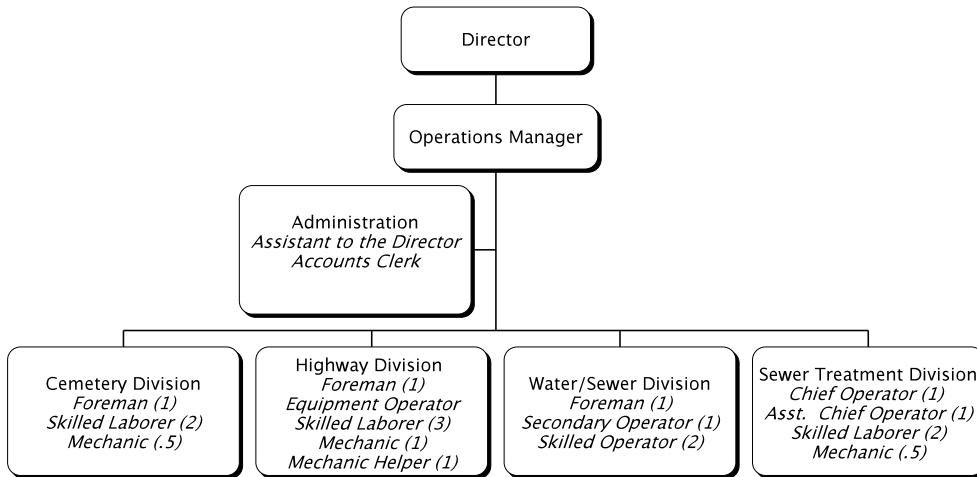 Director
Operations Manager
Administration
Assistant to the Director
Accounts Clerk
Cemetery Division
Foreman (1)
Skilled Laborer (2)
Mechanic (.5)
Highway Division
Foreman (1)
Equipment Operator
Skilled Laborer (3)
Mechanic (1)
Mechanic Helper (1)
Water/Sewer Division
Foreman (1)
Secondary Operator (1)
Skilled Operator (2)
Sewer Treatment Division
Chief Operator (1)
Asst. Chief Operator (1)
Skilled Laborer (2)
Mechanic (.5)